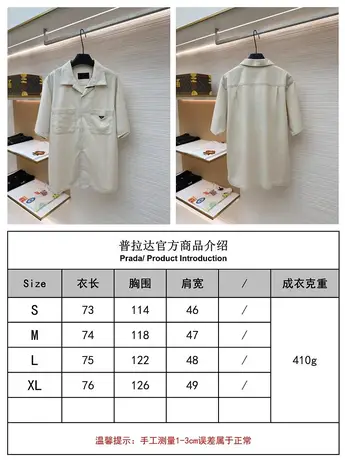 普拉达官方商品介绍
Prada/ Product Introduction
Size 衣长 胸围 肩宽 / 成衣克重
S 73 114 46 /
M 74 118 47 /
L 75 122 48 / 410g
XL 76 126 49 /
/
温馨提示：手工测量1-3cm误差属于正常